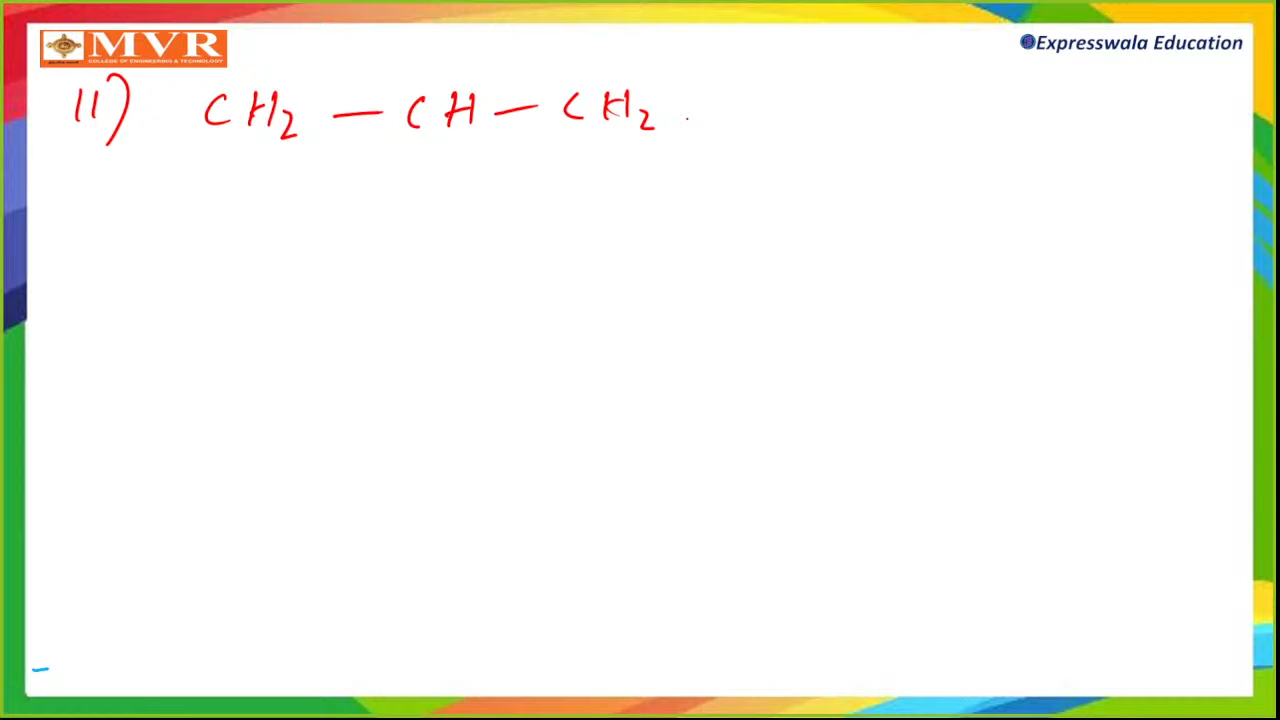 MVR
COLLEGE OF ENGINEERING & TECHNOLOGY
Expresswala Education
11) CH2 — CH — CH2